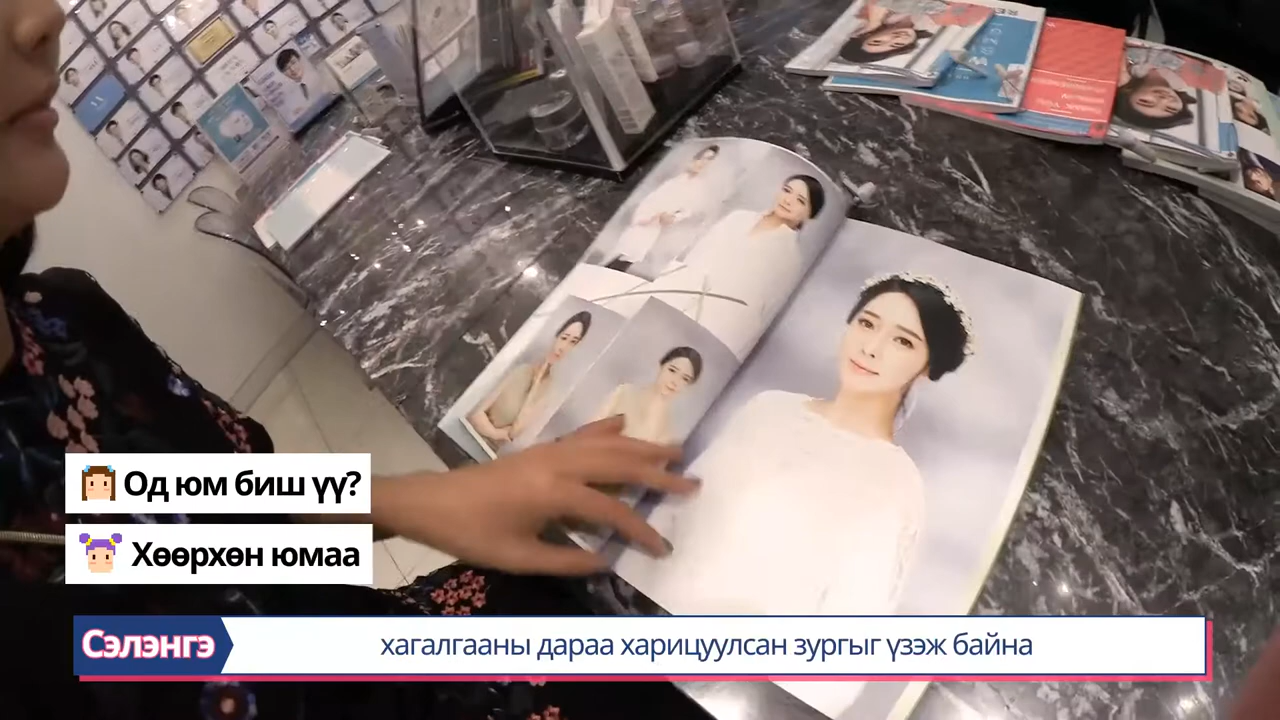 Од юм биш үү?
Хөөрхөн юмаа
Сэлэнгэ
хагалгааны дараа харицуулсан зургыг үзэж байна